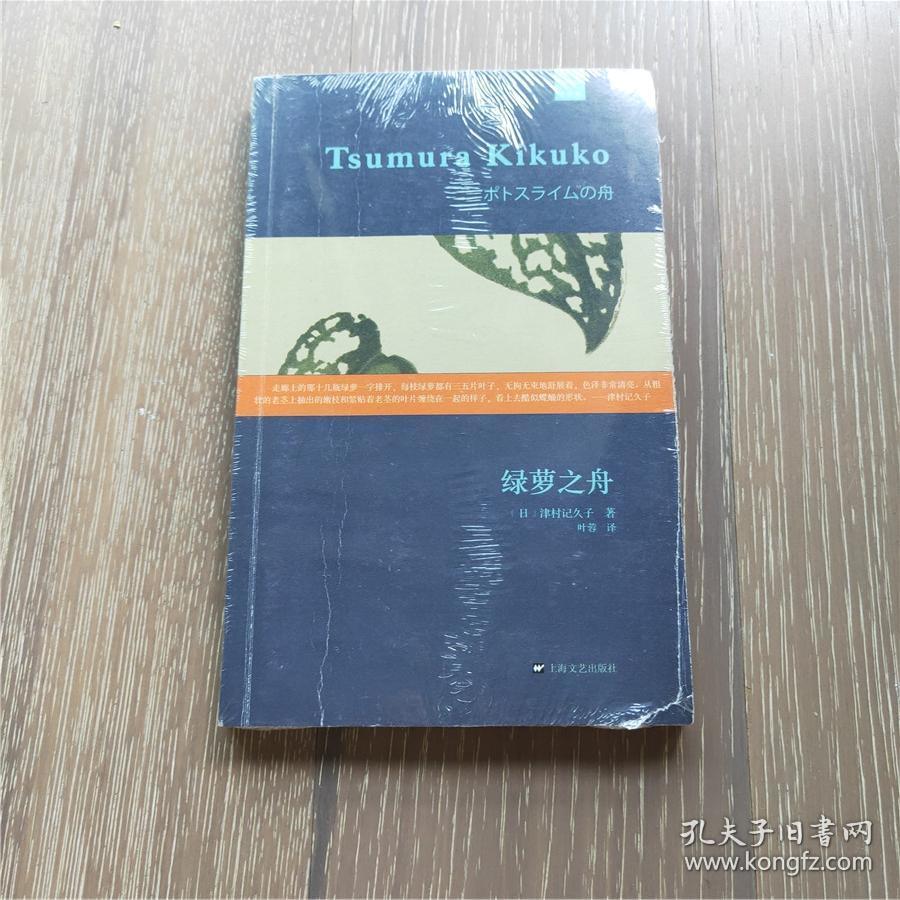 Tsumura Kikuko
ポトスライムの舟
走廊上的那十几瓶绿萝一字排开，每枝绿萝都有三五片叶子，无拘无束地舒展着，色泽非常清亮。从粗
壮的老茎上抽出的嫩枝和紧贴着老茎的叶片缠绕在一起的样子，看上去酷似螳螂的形状。——津村记久子
绿萝之舟
〔日〕津村记久子 著
叶蓉 译
上海文艺出版社
孔夫子旧书网
www.kongfz.com